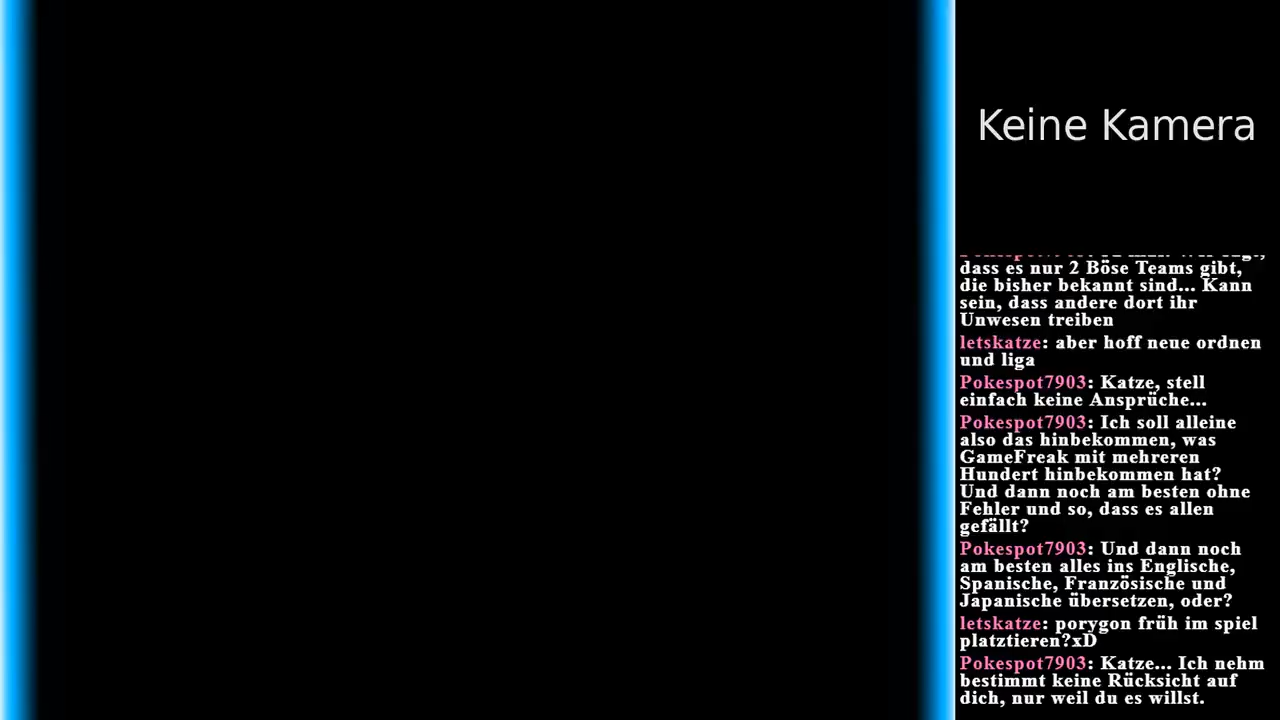 Keine Kamera
dass es nur 2 Böse Teams gibt,
die bisher bekannt sind... Kann
sein, dass andere dort ihr
Unwesen treiben
letskatze: aber hoff neue ordnen
und liga
Pokespot7903: Katze, stell
einfach keine Ansprüche...
Pokespot7903: Ich soll alleine
also das hinbekommen, was
GameFreak mit mehreren
Hundert hinbekommen hat?
Und dann noch am besten ohne
Fehler und so, dass es allen
gefällt?
Pokespot7903: Und dann noch
am besten alles ins Englische,
Spanische, Französische und
Japanische übersetzen, oder?
letskatze: porygon früh im spiel
platztieren?xD
Pokespot7903: Katze... Ich nehm
bestimmt keine Rücksicht auf
dich, nur weil du es willst.